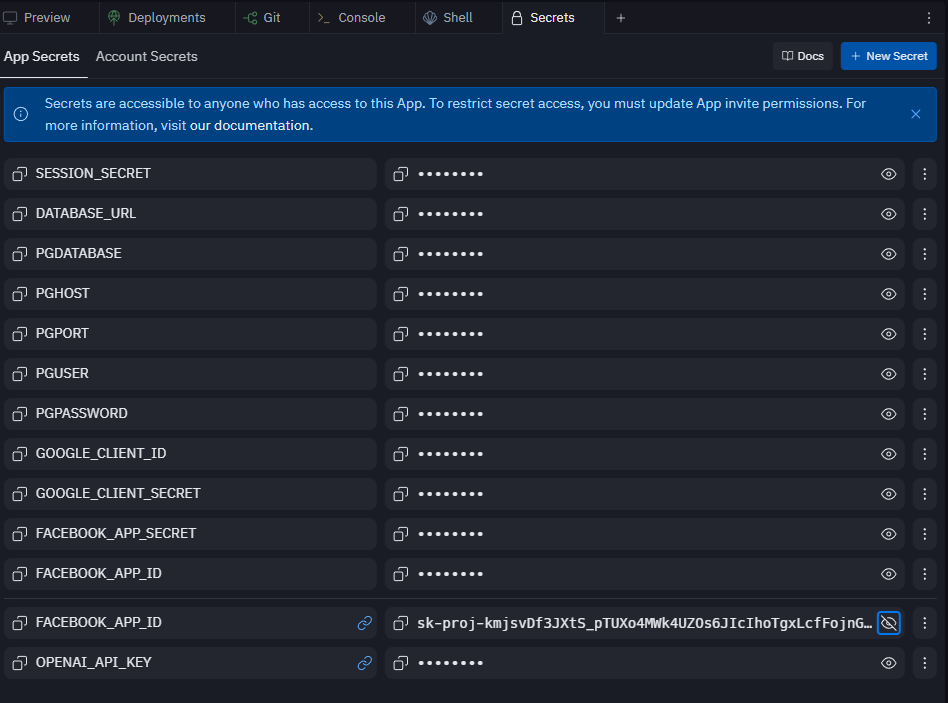 Preview Deployments Git Console Shell Secrets
App Secrets Account Secrets Docs New Secret
Secrets are accessible to anyone who has access to this App. To restrict secret access, you must update App invite permissions. For
more information, visit our documentation.
SESSION_SECRET ••••••••
DATABASE_URL ••••••••
PGDATABASE ••••••••
PGHOST ••••••••
PGPORT ••••••••
PGUSER ••••••••
PGPASSWORD ••••••••
GOOGLE_CLIENT_ID ••••••••
GOOGLE_CLIENT_SECRET ••••••••
FACEBOOK_APP_SECRET ••••••••
FACEBOOK_APP_ID ••••••••
FACEBOOK_APP_ID sk-proj-kmjsvDf3JXtS_pTUXo4MWk4UZOs6JIcIhoTgxLcfFojnG…
OPENAI_API_KEY ••••••••